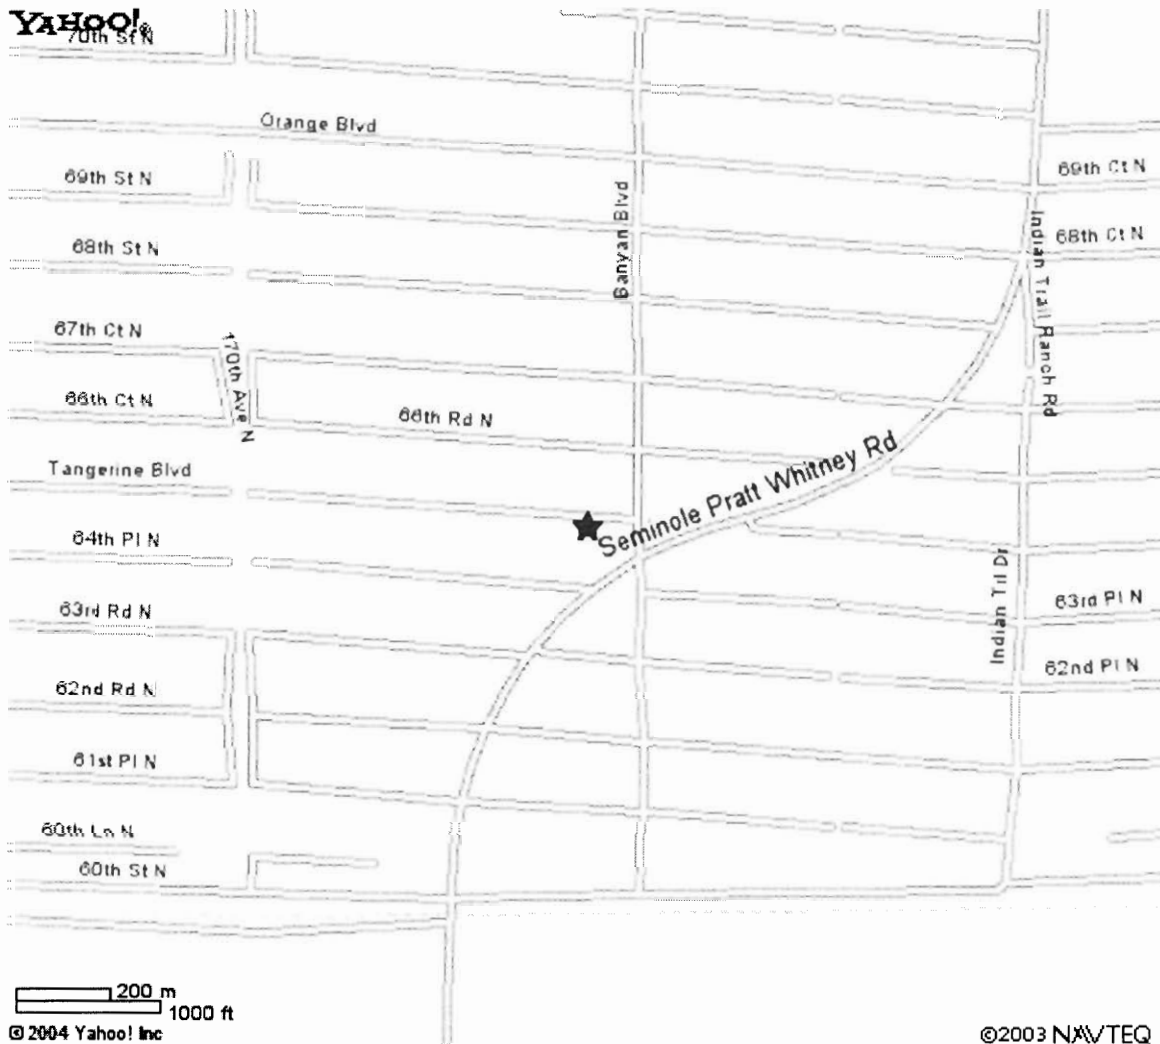 YAHOO!®
70th St N
Orange Blvd
69th St N
69th Ct N
68th St N
68th Ct N
Banyan Blvd
Indian Trail Ranch Rd
67th Ct N
170th Ave N
66th Ct N
66th Rd N
Tangerine Blvd
Seminole Pratt Whitney Rd
64th Pl N
Indian Trl Dr
63rd Rd N
63rd Pl N
62nd Rd N
62nd Pl N
61st Pl N
60th Ln N
60th St N
200 m
1000 ft
© 2004 Yahoo! Inc
©2003 NAVTEQ